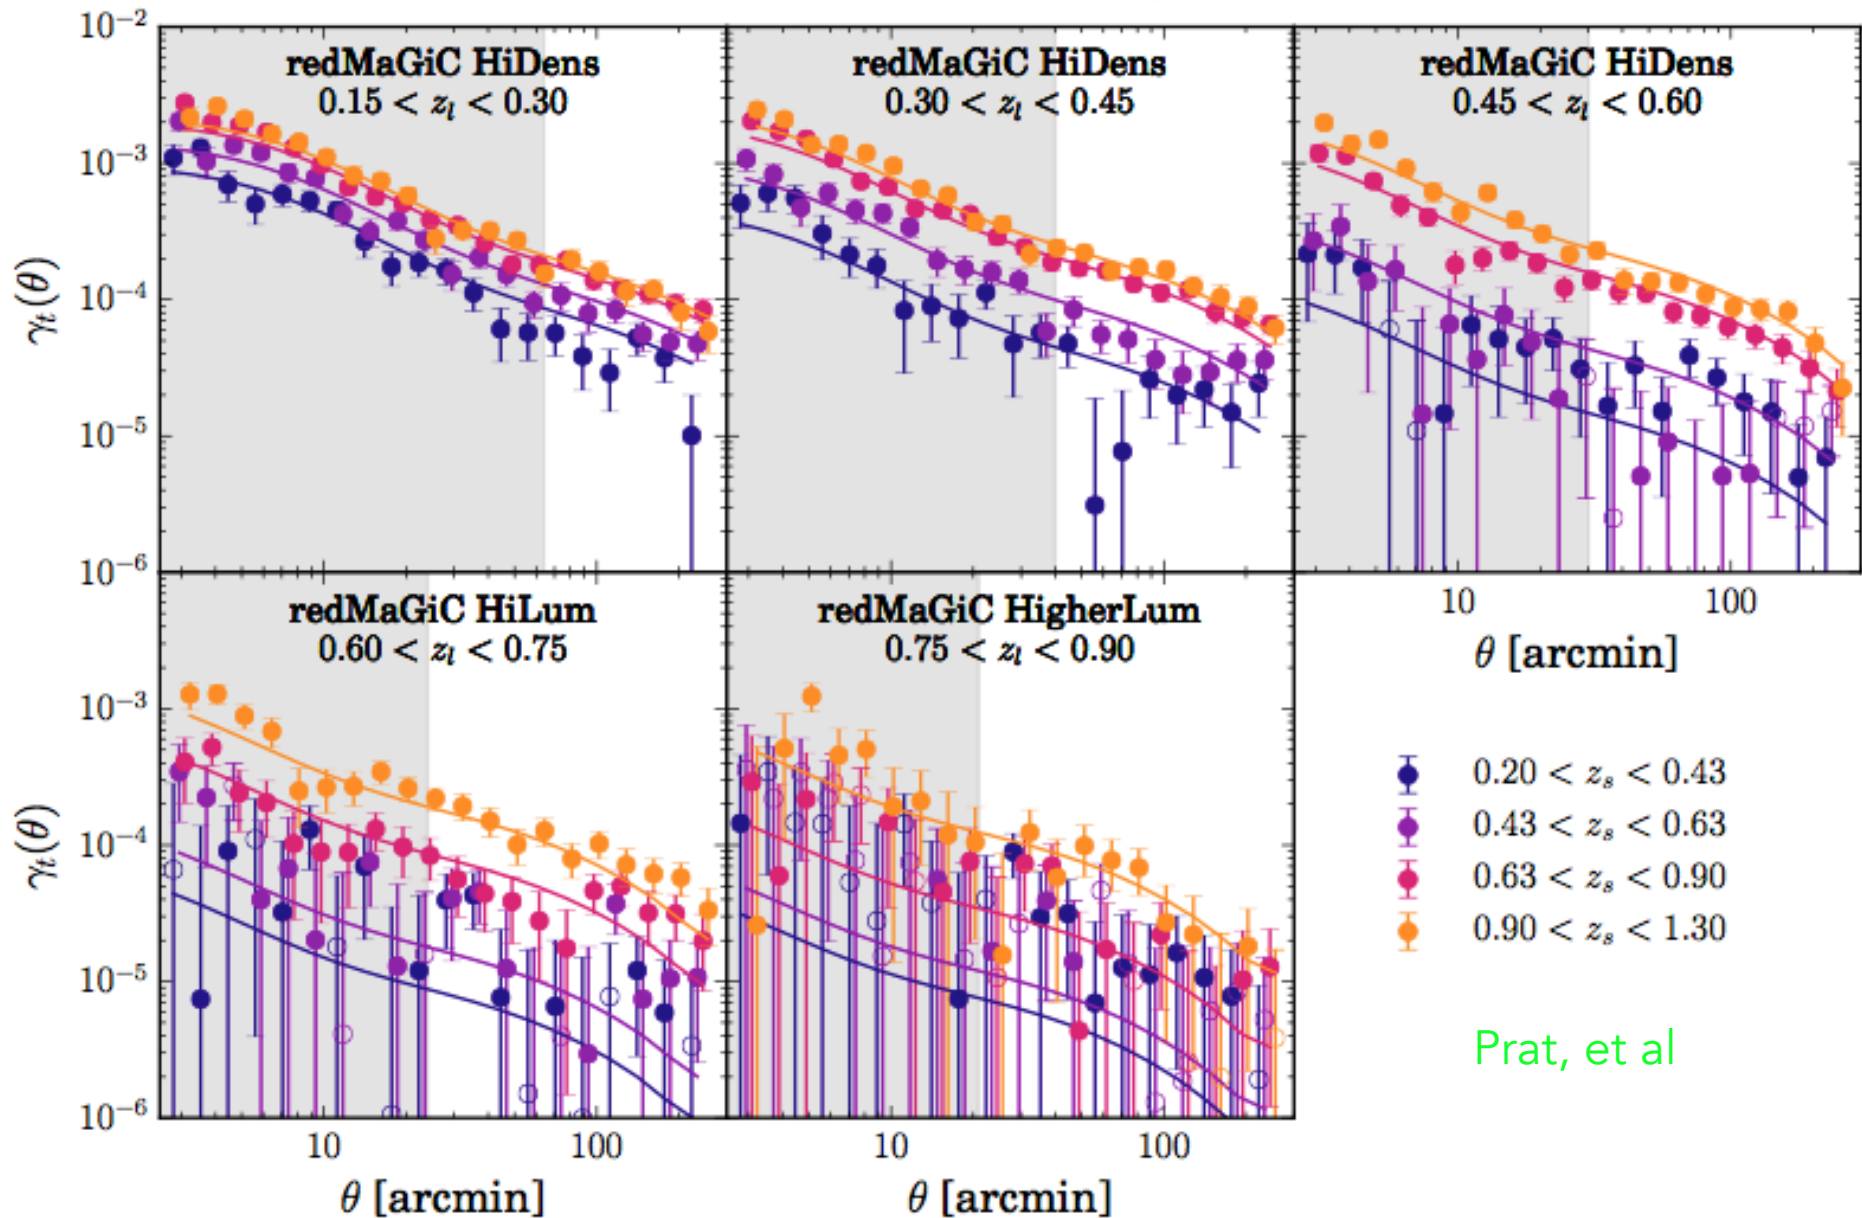 redMaGiC HiDens
0.15 < z_l < 0.30
redMaGiC HiDens
0.30 < z_l < 0.45
redMaGiC HiDens
0.45 < z_l < 0.60
10⁻²
10⁻³
10⁻⁴
10⁻⁵
10⁻⁶
γ_t(θ)
10 100
θ [arcmin]
redMaGiC HiLum
0.60 < z_l < 0.75
redMaGiC HigherLum
0.75 < z_l < 0.90
10⁻³
10⁻⁴
10⁻⁵
10⁻⁶
γ_t(θ)
10 100
10 100
θ [arcmin]
θ [arcmin]
0.20 < z_s < 0.43
0.43 < z_s < 0.63
0.63 < z_s < 0.90
0.90 < z_s < 1.30
Prat, et al